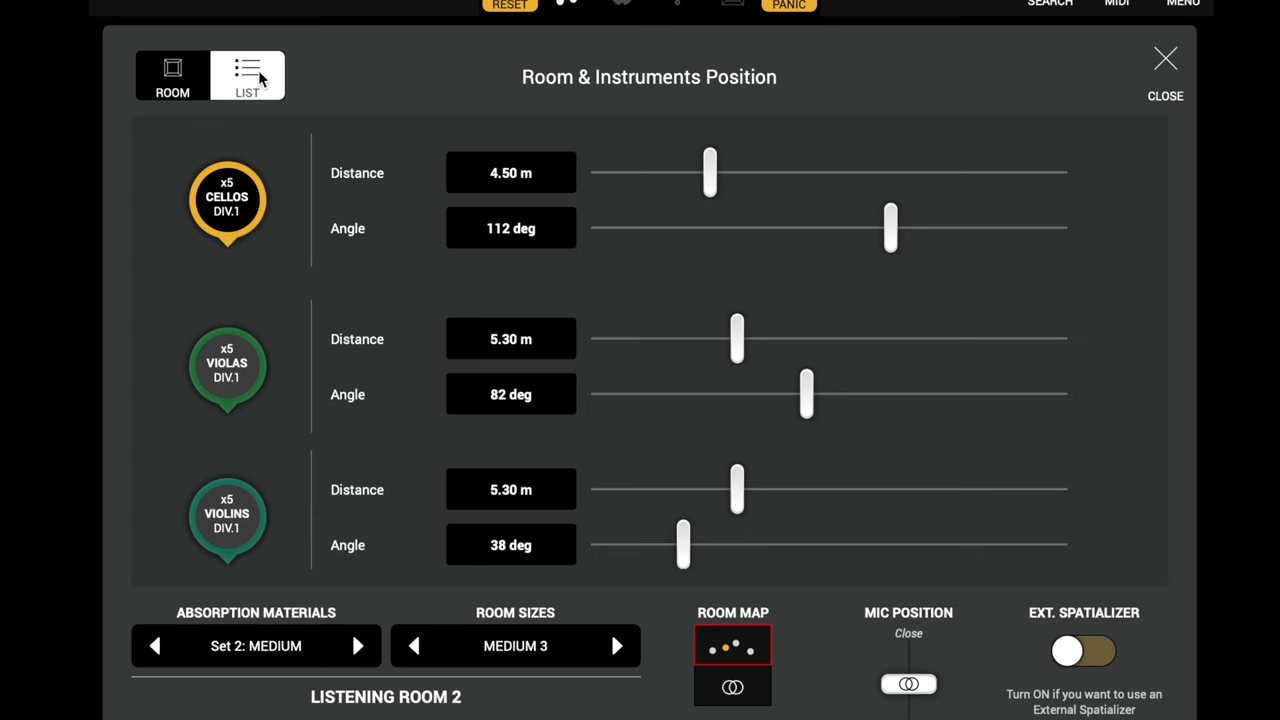 RESET
PANIC
SEARCH
MIDI
MENU
ROOM
LIST
Room & Instruments Position
CLOSE
x5
CELLOS
DIV.1
Distance
4.50 m
Angle
112 deg
x5
VIOLAS
DIV.1
Distance
5.30 m
Angle
82 deg
x5
VIOLINS
DIV.1
Distance
5.30 m
Angle
38 deg
ABSORPTION MATERIALS
Set 2: MEDIUM
ROOM SIZES
MEDIUM 3
LISTENING ROOM 2
ROOM MAP
MIC POSITION
Close
EXT. SPATIALIZER
Turn ON if you want to use an
External Spatializer